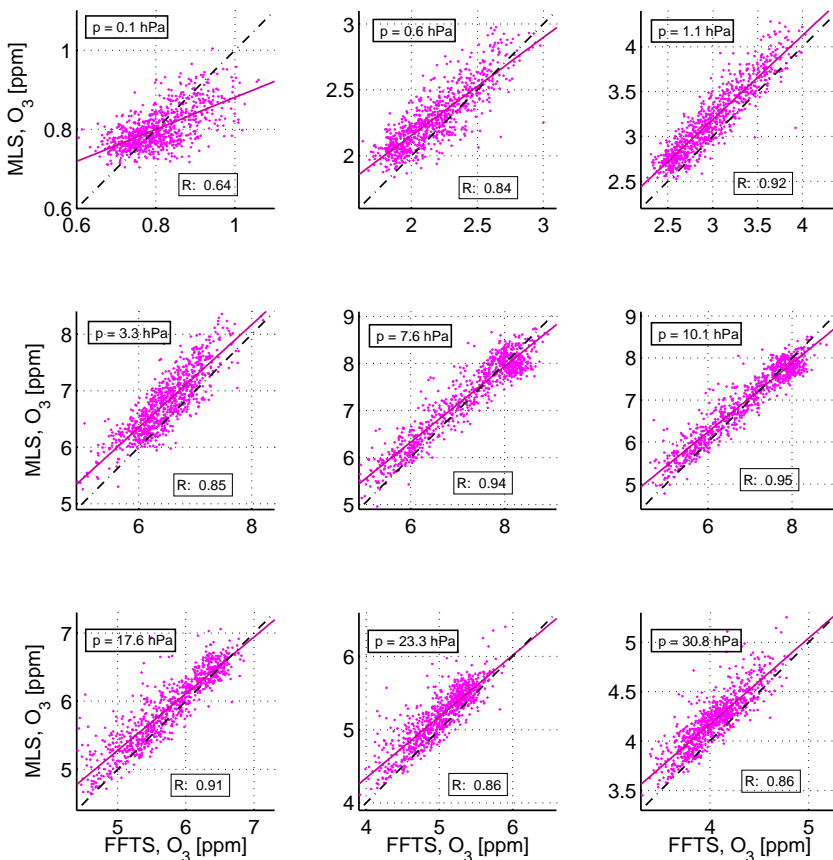 p = 0.1 hPa
p = 0.6 hPa
p = 1.1 hPa
MLS, O3 [ppm]
1
0.8
0.6
3
2.5
2
4
3.5
3
2.5
R: 0.64
R: 0.84
R: 0.92
0.6 0.8 1
2 2.5 3
2.5 3 3.5 4
p = 3.3 hPa
p = 7.6 hPa
p = 10.1 hPa
MLS, O3 [ppm]
8
7
6
5
9
8
7
6
5
9
8
7
6
5
R: 0.85
R: 0.94
R: 0.95
6 8
6 8
6 8
p = 17.6 hPa
p = 23.3 hPa
p = 30.8 hPa
MLS, O3 [ppm]
7
6
5
6
5
4
5
4.5
4
3.5
R: 0.91
R: 0.86
R: 0.86
5 6 7
4 5 6
4 5
FFTS, O3 [ppm]
FFTS, O3 [ppm]
FFTS, O3 [ppm]